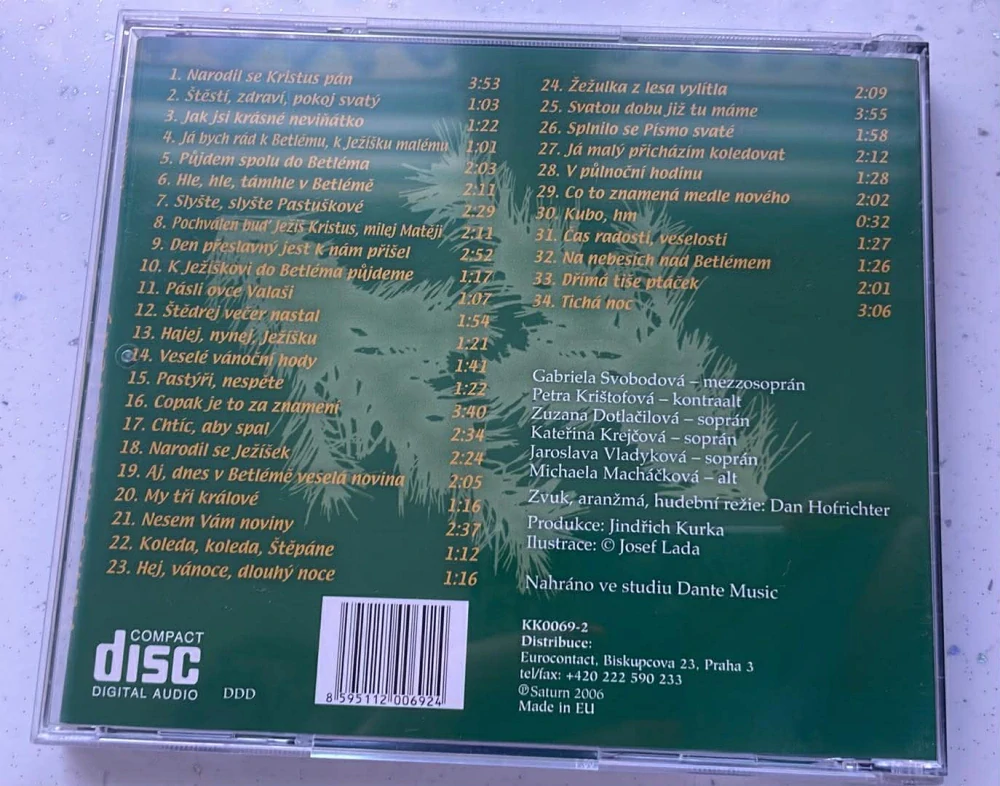 1. Narodil se Kristus pán 3:53
2. Štěstí, zdraví, pokoj svatý 1:03
3. Jak jsi krásné neviňátko 1:22
4. Já bych rád k Betlému, k Ježíšku malému 1:01
5. Půjdem spolu do Betléma 2:03
6. Hle, hle, támhle v Betlémě 2:11
7. Slyšte, slyšte Pastuškové 2:29
8. Pochválen buď Ježíš Kristus, milej Matěji 2:11
9. Den přeslavný jest k nám přišel 2:52
10. K Ježíškovi do Betléma půjdeme 1:17
11. Pásli ovce Valaši 1:07
12. Štědrej večer nastal 1:54
13. Hajej, nynej, Ježíšku 1:21
14. Veselé vánoční hody 1:41
15. Pastýři, nespěte 1:22
16. Copak je to za znamení 3:40
17. Chtíc, aby spal 2:34
18. Narodil se Ježíšek 2:24
19. Aj, dnes v Betlémě veselá novina 2:05
20. My tři králové 1:16
21. Nesem Vám noviny 2:37
22. Koleda, koleda, Štěpáne 1:12
23. Hej, vánoce, dlouhý noce 1:16
24. Žežulka z lesa vylítla 2:09
25. Svatou dobu již tu máme 3:55
26. Splnilo se Písmo svaté 1:58
27. Já malý přicházím koledovat 2:12
28. V půlnoční hodinu 1:28
29. Co to znamená medle nového 2:02
30. Kubo, hm 0:32
31. Čas radosti, veselosti 1:27
32. Na nebesích nad Betlémem 1:26
33. Dřímá tiše ptáček 2:01
34. Tichá noc 3:06
Gabriela Svobodová – mezzosoprán
Petra Krištofová – kontraalt
Zuzana Dotlačilová – soprán
Kateřina Krejčová – soprán
Jaroslava Vladyková – soprán
Michaela Macháčková – alt
Zvuk, aranžmá, hudební režie: Dan Hofrichter
Produkce: Jindřich Kurka
Ilustrace: © Josef Lada
Nahráno ve studiu Dante Music
KK0069-2
Distribuce:
Eurocontact, Biskupcova 23, Praha 3
tel/fax: +420 222 590 233
℗Saturn 2006
Made in EU
COMPACT
disc
DIGITAL AUDIO
DDD
8 595112 006924